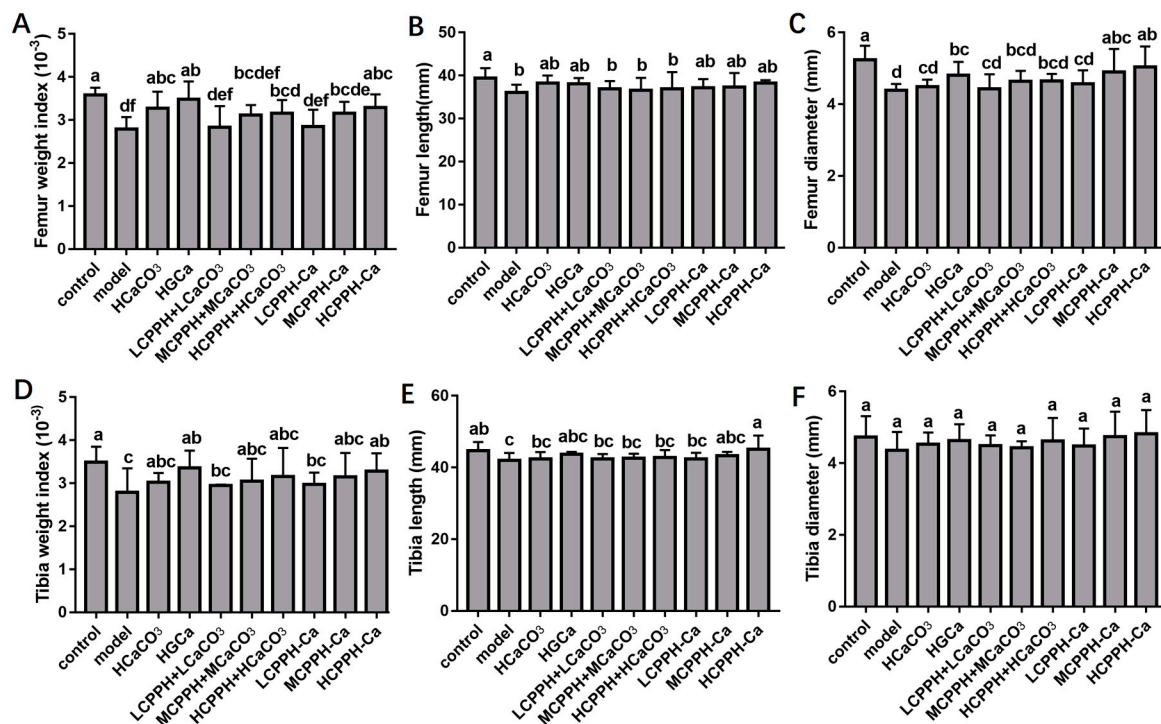 A
Femur weight index (10⁻³)
5
4
3
2
1
0
a
df
abc
ab
def
bcdef
bcd
def
bcde
abc
control
model
HCaCO₃
HGCa
LCPPH+LCaCO₃
MCPPH+MCaCO₃
HCPPH+HCaCO₃
LCPPH-Ca
MCPPH-Ca
HCPPH-Ca
B
Femur length(mm)
50
40
30
20
10
0
a
b
ab
ab
b
b
b
ab
ab
ab
control
model
HCaCO₃
HGCa
LCPPH+LCaCO₃
MCPPH+MCaCO₃
HCPPH+HCaCO₃
LCPPH-Ca
MCPPH-Ca
HCPPH-Ca
C
Femur diameter (mm)
6
4
2
0
a
d
cd
bc
cd
bcd
cd
cd
abc
ab
control
model
HCaCO₃
HGCa
LCPPH+LCaCO₃
MCPPH+MCaCO₃
HCPPH+HCaCO₃
LCPPH-Ca
MCPPH-Ca
HCPPH-Ca
D
Tibia weight index (10⁻³)
5
4
3
2
1
0
a
b
abc
ab
bc
abc
abc
bc
abc
ab
control
model
HCaCO₃
HGCa
LCPPH+LCaCO₃
MCPPH+MCaCO₃
HCPPH+HCaCO₃
LCPPH-Ca
MCPPH-Ca
HCPPH-Ca
E
Tibia length (mm)
60
40
20
0
ab
c
bc
abc
bc
bc
bc
bc
abc
a
control
model
HCaCO₃
HGCa
LCPPH+LCaCO₃
MCPPH+MCaCO₃
HCPPH+HCaCO₃
LCPPH-Ca
MCPPH-Ca
HCPPH-Ca
F
Tibia diameter (mm)
6
4
2
0
a
a
a
a
a
a
a
a
a
a
control
model
HCaCO₃
HGCa
LCPPH+LCaCO₃
MCPPH+MCaCO₃
HCPPH+HCaCO₃
LCPPH-Ca
MCPPH-Ca
HCPPH-Ca